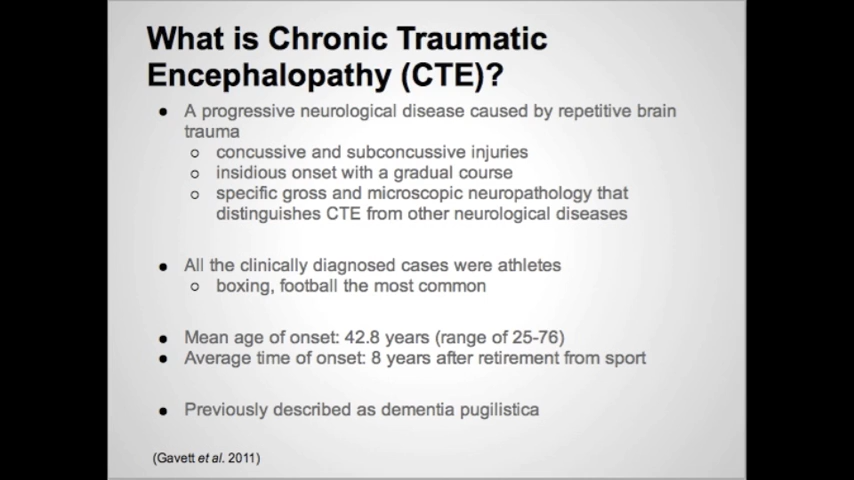 What is Chronic Traumatic
Encephalopathy (CTE)?
● A progressive neurological disease caused by repetitive brain
trauma
○ concussive and subconcussive injuries
○ insidious onset with a gradual course
○ specific gross and microscopic neuropathology that
distinguishes CTE from other neurological diseases
● All the clinically diagnosed cases were athletes
○ boxing, football the most common
● Mean age of onset: 42.8 years (range of 25-76)
● Average time of onset: 8 years after retirement from sport
● Previously described as dementia pugilistica
(Gavett et al. 2011)